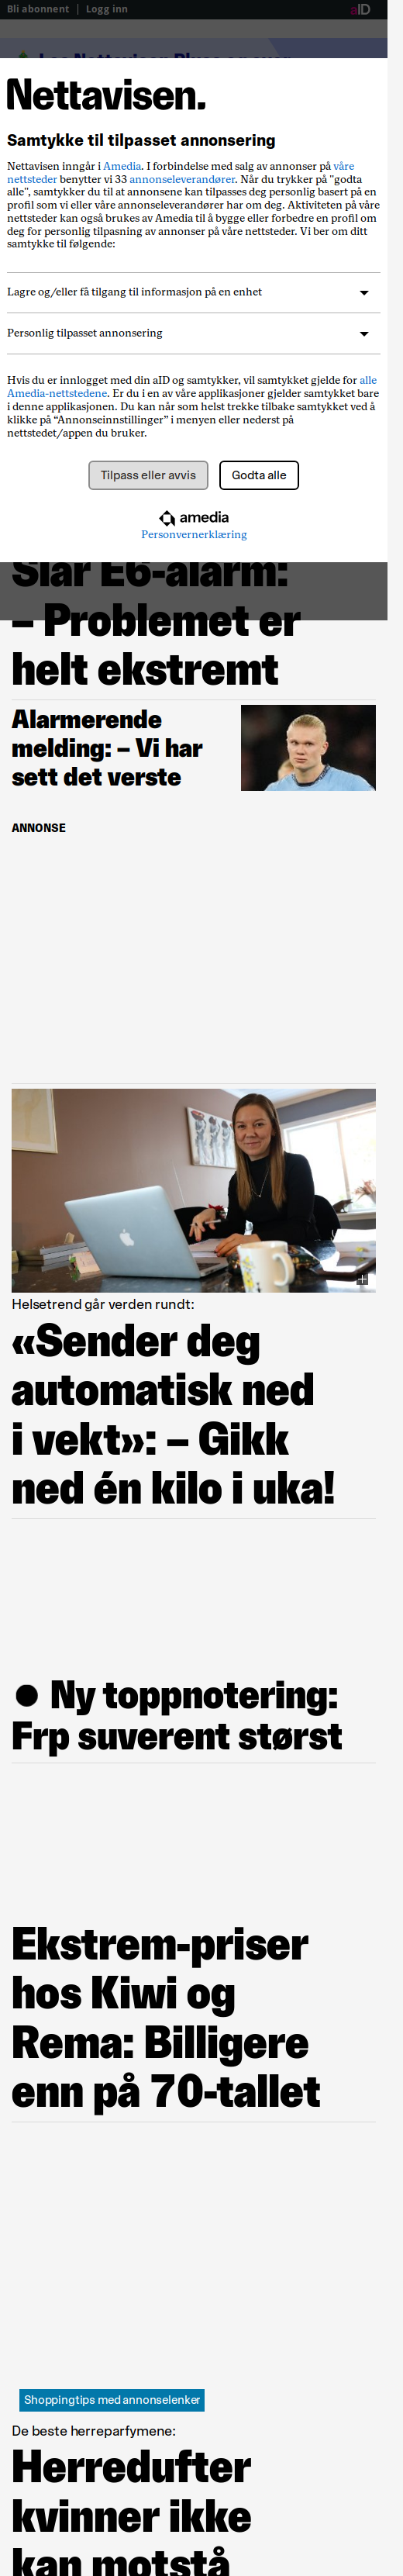 Bli abonnent | Logg inn aID
Nettavisen.
Samtykke til tilpasset annonsering
Nettavisen inngår i Amedia. I forbindelse med salg av annonser på våre
nettsteder benytter vi 33 annonseleverandører. Når du trykker på "godta
alle", samtykker du til at annonsene kan tilpasses deg personlig basert på en
profil som vi eller våre annonseleverandører har om deg. Aktiviteten på våre
nettsteder kan også brukes av Amedia til å bygge eller forbedre en profil om
deg for personlig tilpasning av annonser på våre nettsteder. Vi ber om ditt
samtykke til følgende:
Lagre og/eller få tilgang til informasjon på en enhet
Personlig tilpasset annonsering
Hvis du er innlogget med din aID og samtykker, vil samtykket gjelde for alle
Amedia-nettstedene. Er du i en av våre applikasjoner gjelder samtykket bare
i denne applikasjonen. Du kan når som helst trekke tilbake samtykket ved å
klikke på “Annonseinnstillinger” i menyen eller nederst på
nettstedet/appen du bruker.
Tilpass eller avvis Godta alle
amedia
Personvernerklæring
Slår E6-alarm:
– Problemet er
helt ekstremt
Alarmerende
melding: – Vi har
sett det verste
ANNONSE
Helsetrend går verden rundt:
«Sender deg
automatisk ned
i vekt»: – Gikk
ned én kilo i uka!
● Ny toppnotering:
Frp suverent størst
Ekstrem-priser
hos Kiwi og
Rema: Billigere
enn på 70-tallet
Shoppingtips med annonselenker
De beste herreparfymene:
Herredufter
kvinner ikke
kan motstå